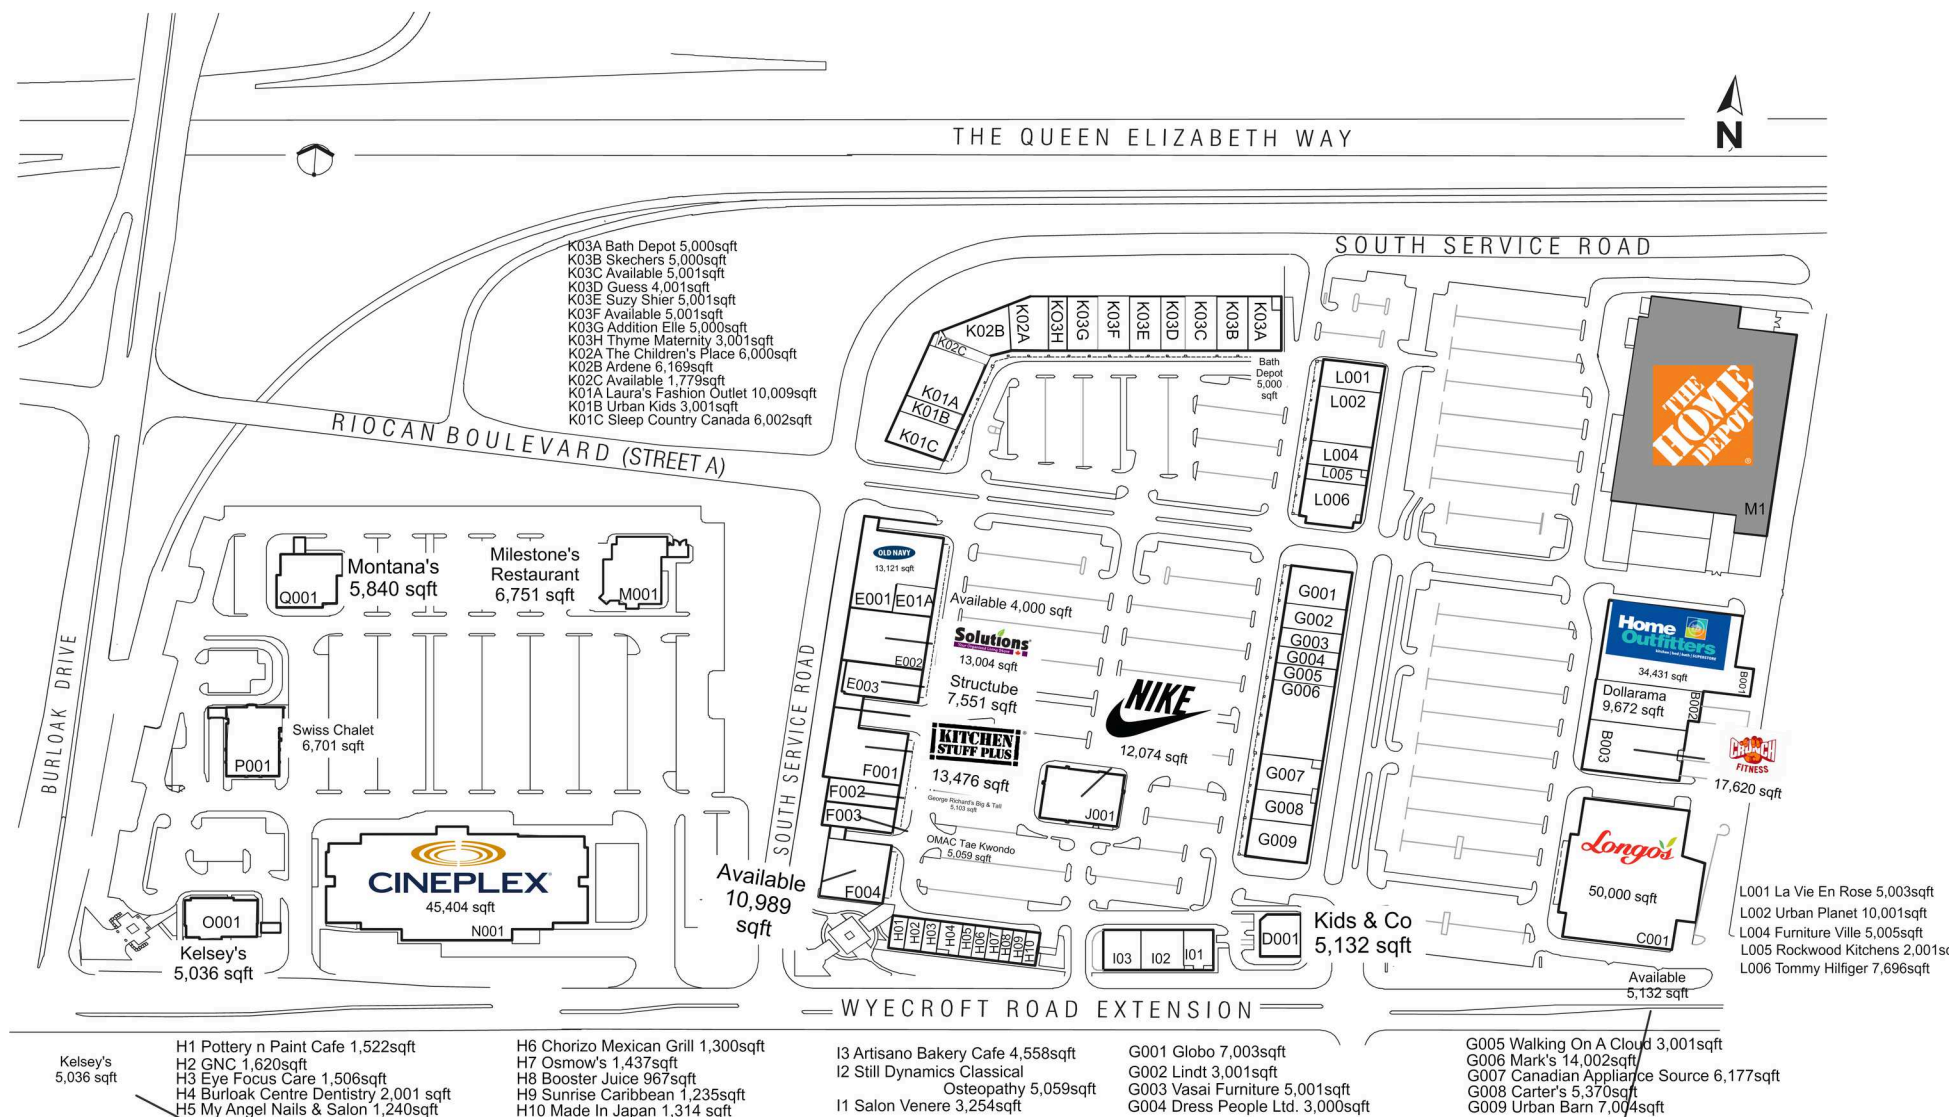 THE QUEEN ELIZABETH WAY
N
SOUTH SERVICE ROAD
K03A Bath Depot 5,000sqft
K03B Skechers 5,000sqft
K03C Available 5,001sqft
K03D Guess 4,001sqft
K03E Suzy Shier 5,001sqft
K03F Available 5,001sqft
K03G Addition Elle 5,000sqft
K03H Thyme Maternity 3,001sqft
K02A The Children's Place 6,000sqft
K02B Ardene 6,169sqft
K02C Available 1,779sqft
K01A Laura's Fashion Outlet 10,009sqft
K01B Urban Kids 3,001sqft
K01C Sleep Country Canada 6,002sqft
K02B
K02A
KO3H
K03G
K03F
K03E
K03D
K03C
K03B
K03A
K02C
K01A
K01B
K01C
Bath
Depot
5,000
sqft
L001
L002
L004
L005
L006
THE
HOME
DEPOT
M1
RIOCAN BOULEVARD (STREET A)
BURLOAK DRIVE
SOUTH SERVICE ROAD
Montana's
5,840 sqft
Q001
Milestone's
Restaurant
6,751 sqft
M001
OLD NAVY
13,121 sqft
E001
E01A
Available 4,000 sqft
Solutions
13,004 sqft
E002
E003
Structube
7,551 sqft
KITCHEN
STUFF PLUS
13,476 sqft
F001
F002
F003
F004
George Richard's Big & Tall
5,103 sqft
OMAC Tae Kwondo
5,059 sqft
NIKE
12,074 sqft
J001
G001
G002
G003
G004
G005
G006
G007
G008
G009
Home
Outfitters
34,431 sqft
B001
Dollarama
9,672 sqft
B002
B003
CRUNCH
FITNESS
17,620 sqft
Longo's
50,000 sqft
C001
Swiss Chalet
6,701 sqft
P001
CINEPLEX
45,404 sqft
N001
O001
Kelsey's
5,036 sqft
Available
10,989
sqft
H01
H02
H03
H04
H05
H06
H07
H08
H09
H10
I03
I02
I01
D001
Kids & Co
5,132 sqft
L001 La Vie En Rose 5,003sqft
L002 Urban Planet 10,001sqft
L004 Furniture Ville 5,005sqft
L005 Rockwood Kitchens 2,001sq
L006 Tommy Hilfiger 7,696sqft
Available
5,132 sqft
WYECROFT ROAD EXTENSION
Kelsey's
5,036 sqft
H1 Pottery n Paint Cafe 1,522sqft
H2 GNC 1,620sqft
H3 Eye Focus Care 1,506sqft
H4 Burloak Centre Dentistry 2,001 sqft
H5 My Angel Nails & Salon 1,240sqft
H6 Chorizo Mexican Grill 1,300sqft
H7 Osmow's 1,437sqft
H8 Booster Juice 967sqft
H9 Sunrise Caribbean 1,235sqft
H10 Made In Japan 1,314 sqft
I3 Artisano Bakery Cafe 4,558sqft
I2 Still Dynamics Classical
Osteopathy 5,059sqft
I1 Salon Venere 3,254sqft
G001 Globo 7,003sqft
G002 Lindt 3,001sqft
G003 Vasai Furniture 5,001sqft
G004 Dress People Ltd. 3,000sqft
G005 Walking On A Cloud 3,001sqft
G006 Mark's 14,002sqft
G007 Canadian Appliance Source 6,177sqft
G008 Carter's 5,370sqft
G009 Urban Barn 7,004sqft